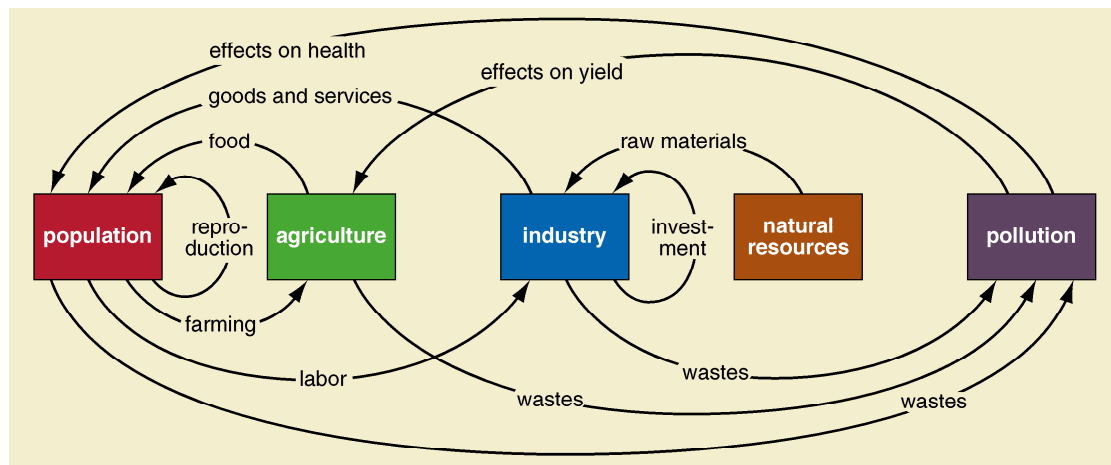 effects on health
effects on yield
goods and services
food
raw materials
population
repro-
duction
agriculture
industry
invest-
ment
natural
resources
pollution
farming
labor
wastes
wastes
wastes